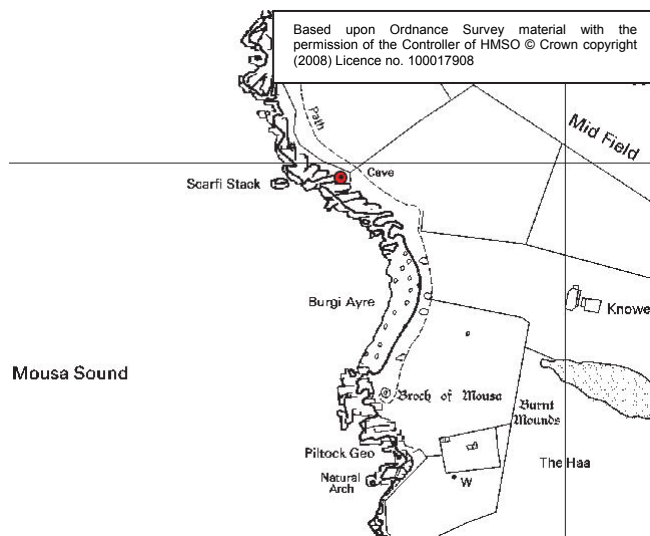 Based upon Ordnance Survey material with the
permission of the Controller of HMSO © Crown copyright
(2008) Licence no. 100017908
Path
Mid Field
Cave
Scarfi Stack
Burgi Ayre
Knowe
Mousa Sound
Broch of Mousa
Burnt
Mounds
Piltock Geo
The Haa
Natural
Arch
W